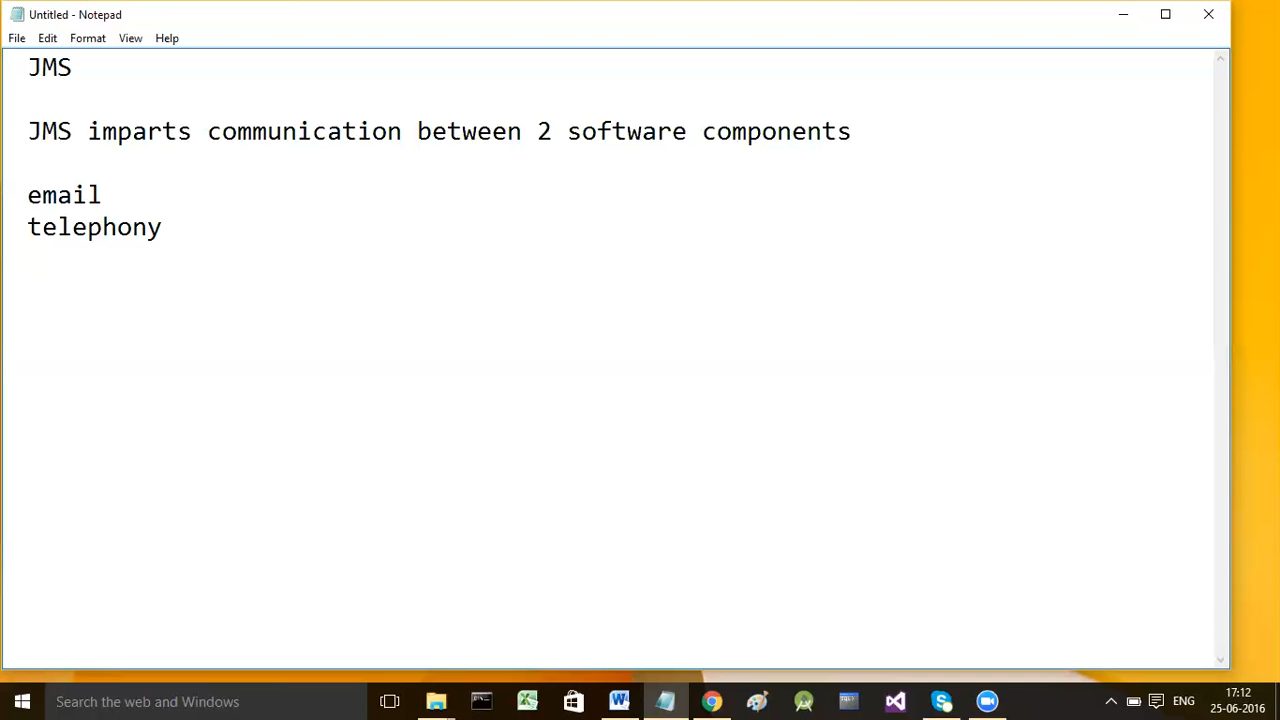 Untitled - Notepad
File Edit Format View Help
JMS
JMS imparts communication between 2 software components
email
telephony
Search the web and Windows
ENG
17:12
25-06-2016